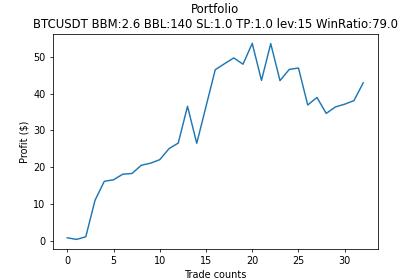 Portfolio
BTCUSDT BBM:2.6 BBL:140 SL:1.0 TP:1.0 lev:15 WinRatio:79.0
Profit ($)
50
40
30
20
10
0
0 5 10 15 20 25 30
Trade counts